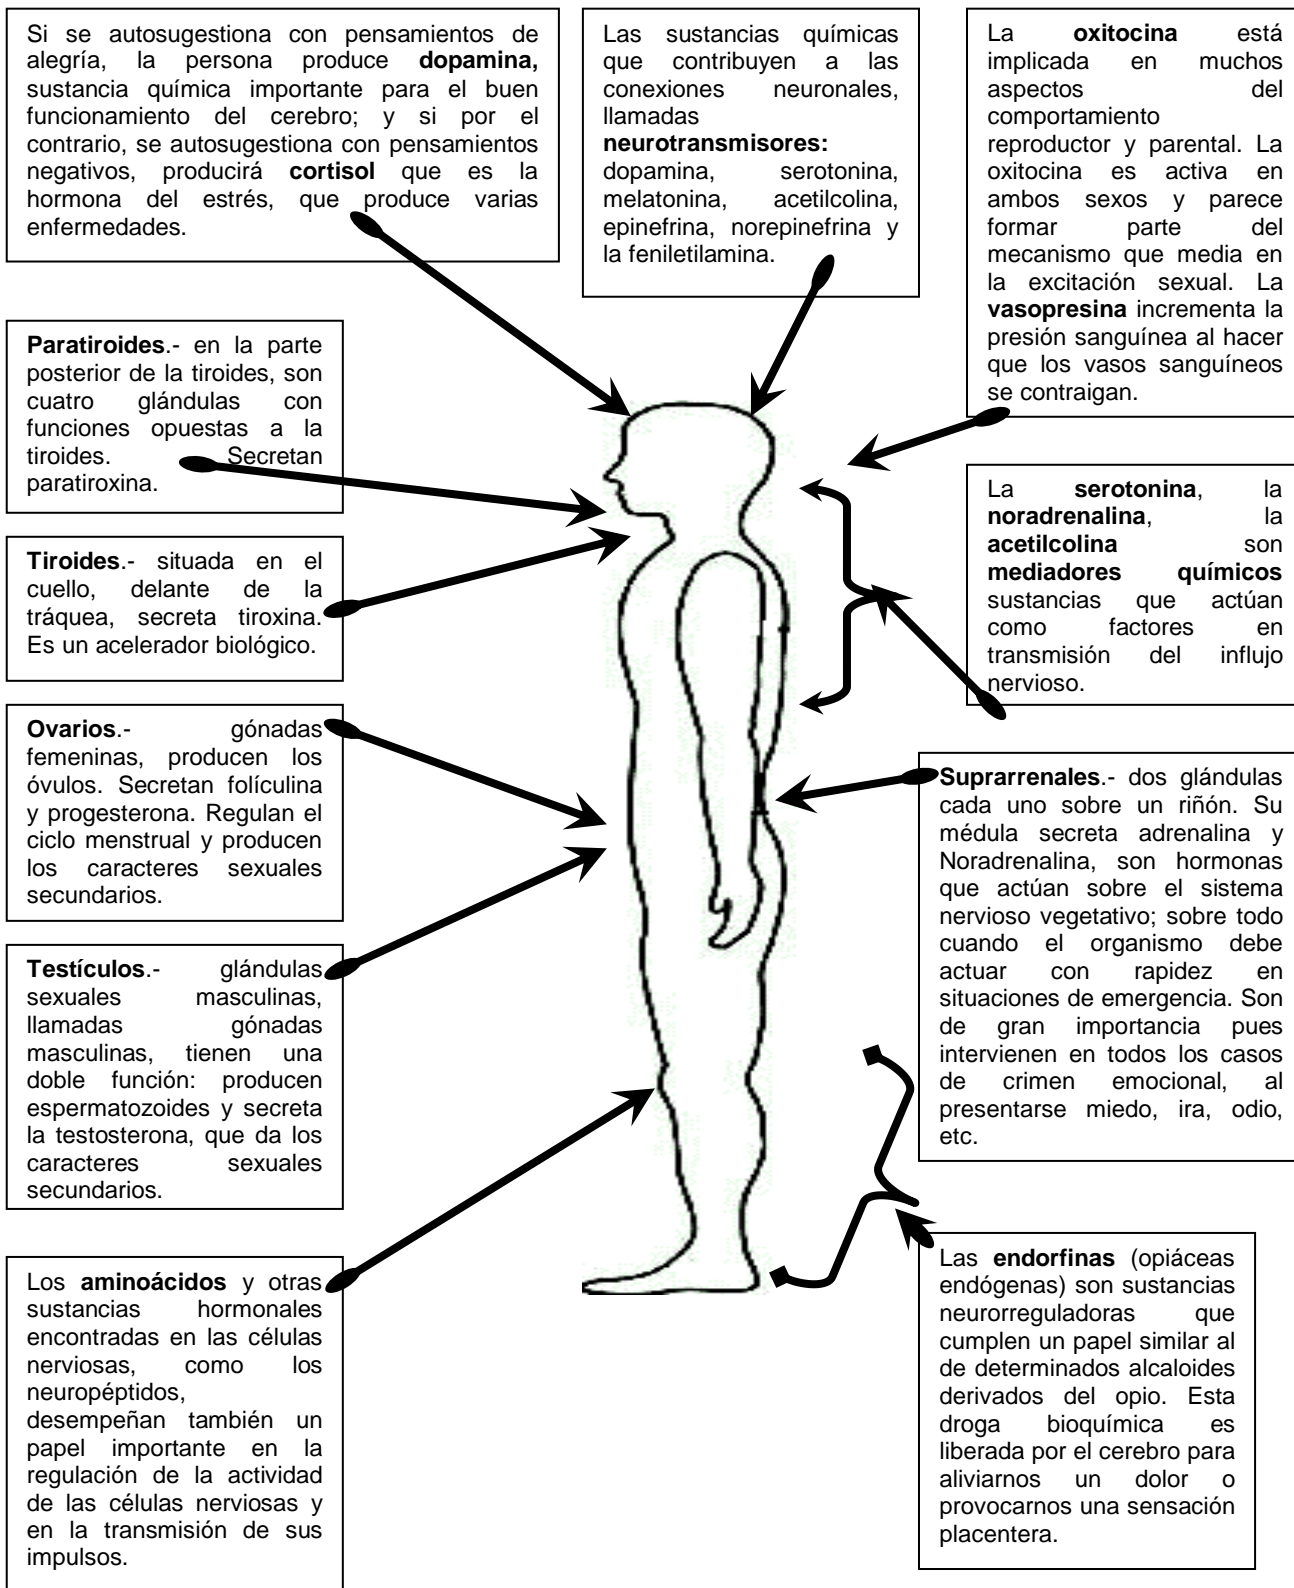 Si se autosugestiona con pensamientos de
alegría, la persona produce dopamina,
sustancia química importante para el buen
funcionamiento del cerebro; y si por el
contrario, se autosugestiona con pensamientos
negativos, producirá cortisol que es la
hormona del estrés, que produce varias
enfermedades.
Las sustancias químicas
que contribuyen a las
conexiones neuronales,
llamadas
neurotransmisores:
dopamina, serotonina,
melatonina, acetilcolina,
epinefrina, norepinefrina y
la feniletilamina.
La oxitocina está
implicada en muchos
aspectos del
comportamiento
reproductor y parental. La
oxitocina es activa en
ambos sexos y parece
formar parte del
mecanismo que media en
la excitación sexual. La
vasopresina incrementa la
presión sanguínea al hacer
que los vasos sanguíneos
se contraigan.
Paratiroides.- en la parte
posterior de la tiroides, son
cuatro glándulas con
funciones opuestas a la
tiroides. Secretan
paratiroxina.
La serotonina, la
noradrenalina, la
acetilcolina son
mediadores químicos
sustancias que actúan
como factores en
transmisión del influjo
nervioso.
Tiroides.- situada en el
cuello, delante de la
tráquea, secreta tiroxina.
Es un acelerador biológico.
Ovarios.- gónadas
femeninas, producen los
óvulos. Secretan folículina
y progesterona. Regulan el
ciclo menstrual y producen
los caracteres sexuales
secundarios.
Suprarrenales.- dos glándulas
cada uno sobre un riñón. Su
médula secreta adrenalina y
Noradrenalina, son hormonas
que actúan sobre el sistema
nervioso vegetativo; sobre todo
cuando el organismo debe
actuar con rapidez en
situaciones de emergencia. Son
de gran importancia pues
intervienen en todos los casos
de crimen emocional, al
presentarse miedo, ira, odio,
etc.
Testículos.- glándulas
sexuales masculinas,
llamadas gónadas
masculinas, tienen una
doble función: producen
espermatozoides y secreta
la testosterona, que da los
caracteres sexuales
secundarios.
Los aminoácidos y otras
sustancias hormonales
encontradas en las células
nerviosas, como los
neuropéptidos,
desempeñan también un
papel importante en la
regulación de la actividad
de las células nerviosas y
en la transmisión de sus
impulsos.
Las endorfinas (opiáceas
endógenas) son sustancias
neurorreguladoras que
cumplen un papel similar al
de determinados alcaloides
derivados del opio. Esta
droga bioquímica es
liberada por el cerebro para
aliviarnos un dolor o
provocarnos una sensación
placentera.